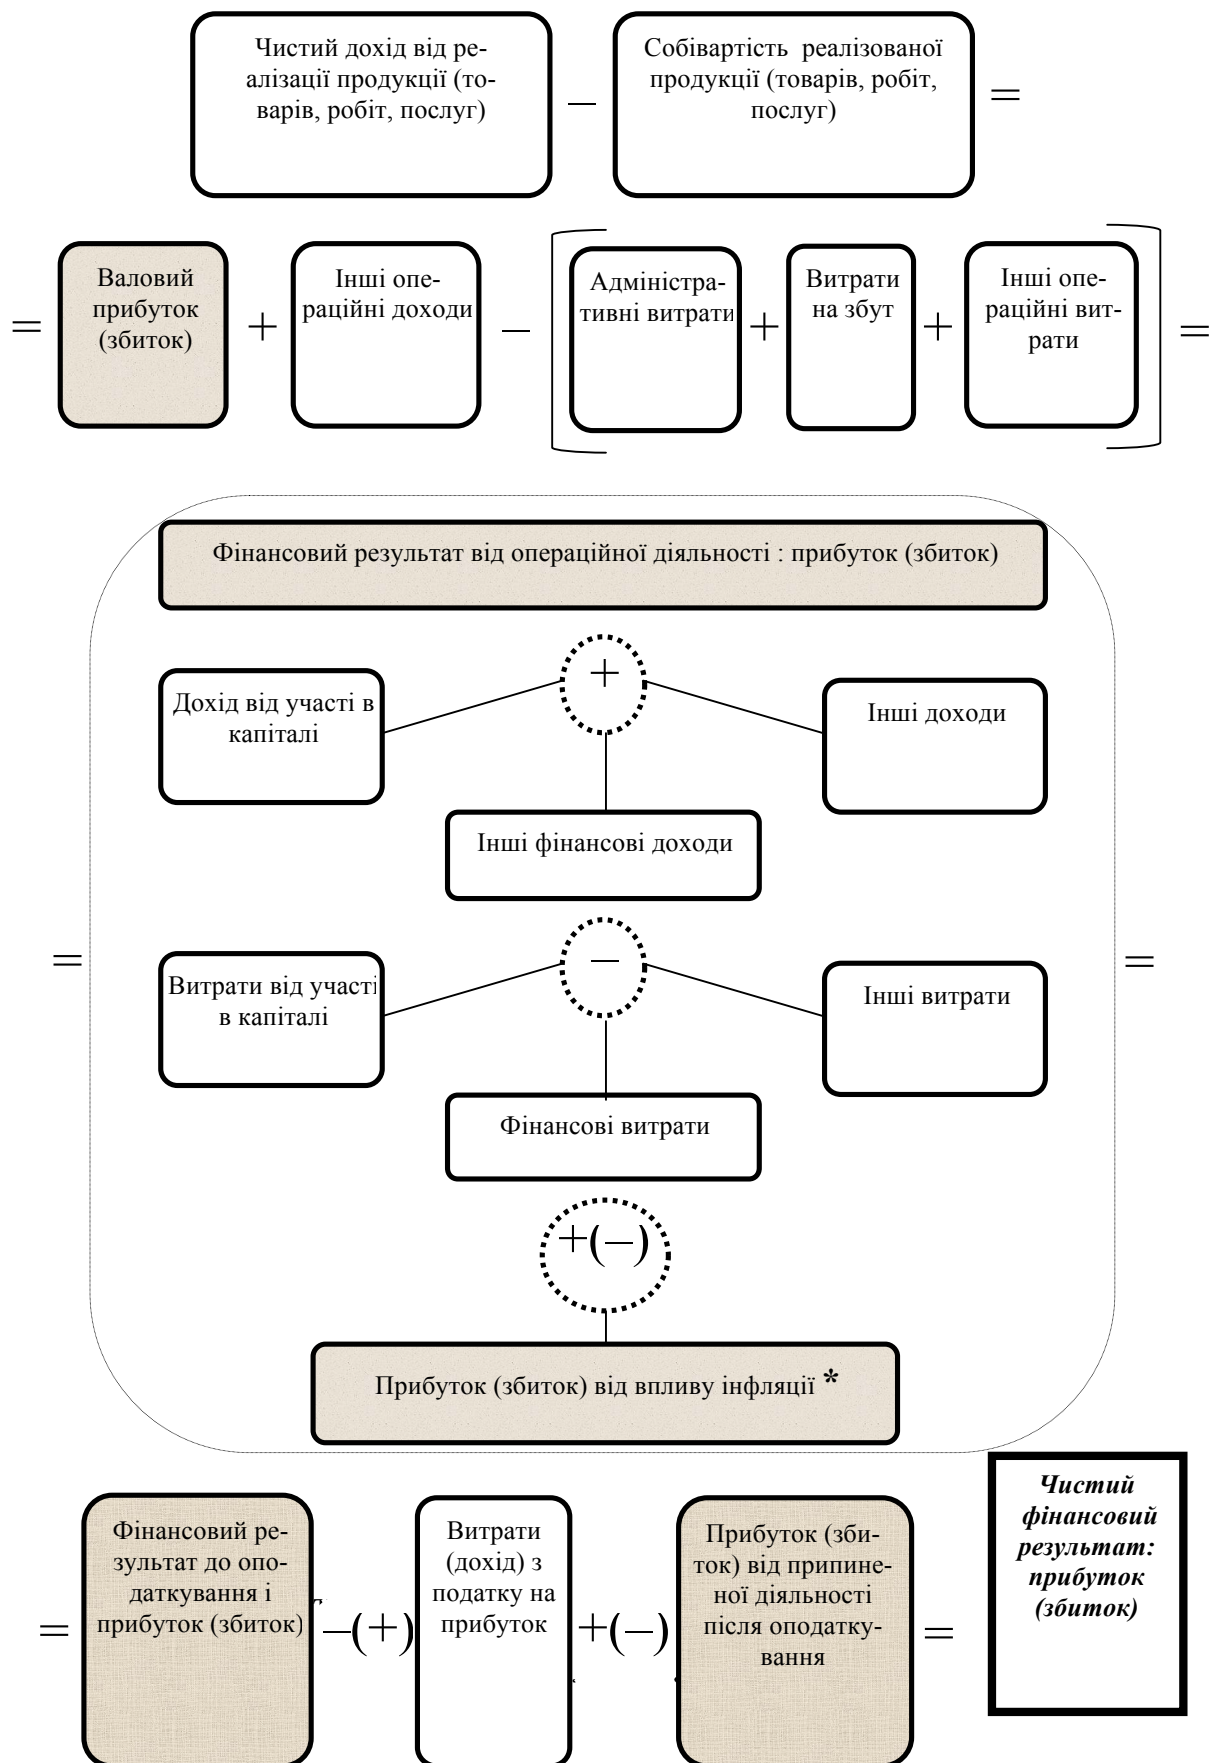 Чистий дохід від ре-
алізації продукції (то-
варів, робіт, послуг)
–
Собівартість реалізованої
продукції (товарів, робіт,
послуг)
=
=
Валовий
прибуток
(збиток)
+
Інші опе-
раційні доходи
–
Адміністра-
тивні витрати
+
Витрати
на збут
+
Інші опе-
раційні вит-
рати
=
Фінансовий результат від операційної діяльності : прибуток (збиток)
+
Дохід від участі в
капіталі
Інші доходи
Інші фінансові доходи
=
–
=
Витрати від участі
в капіталі
Інші витрати
Фінансові витрати
+(–)
Прибуток (збиток) від впливу інфляції *
=
Фінансовий ре-
зультат до опо-
даткування і
прибуток (збиток)
–(+)
Витрати
(дохід) з
податку на
прибуток
+(–)
Прибуток (зби-
ток) від припине-
ної діяльності
після оподатку-
вання
=
Чистий
фінансовий
результат:
прибуток
(збиток)